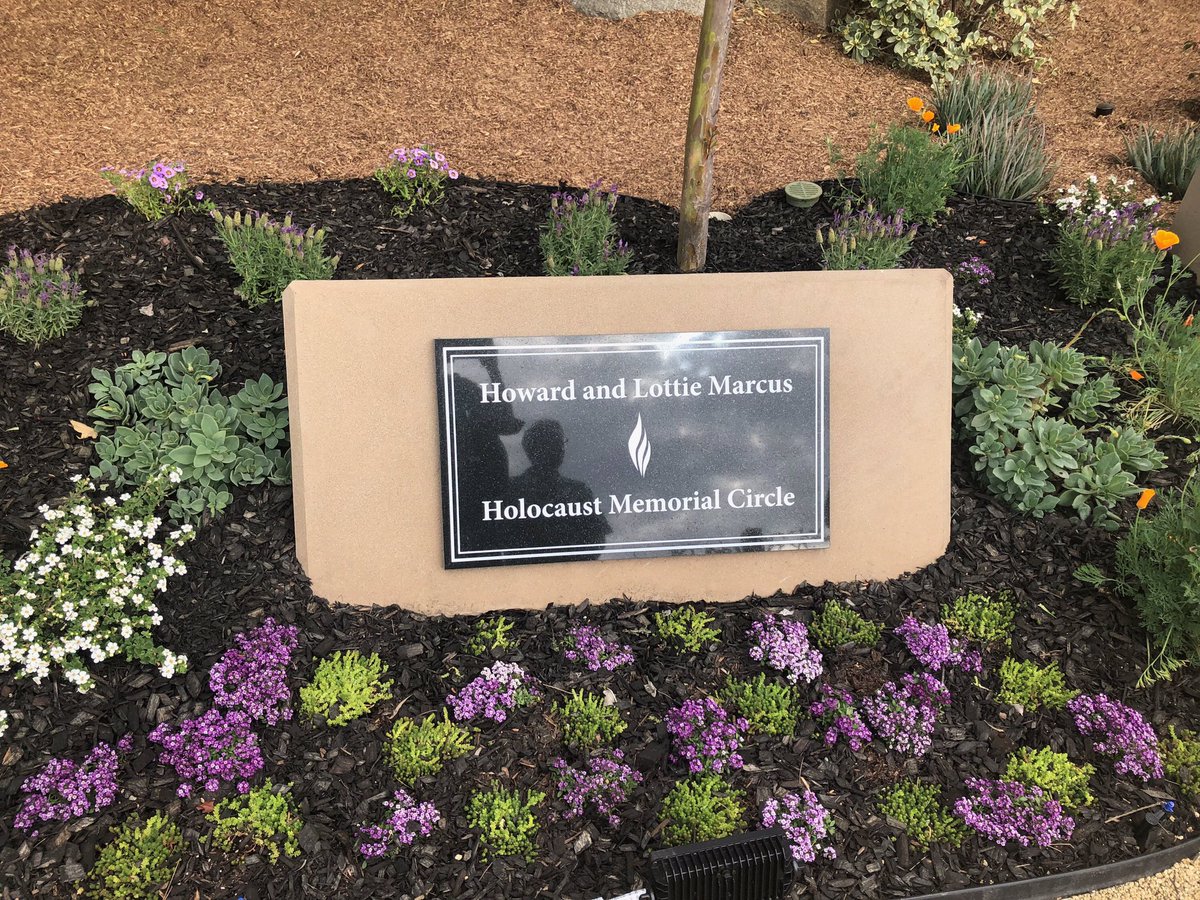 Howard and Lottie Marcus
Holocaust Memorial Circle